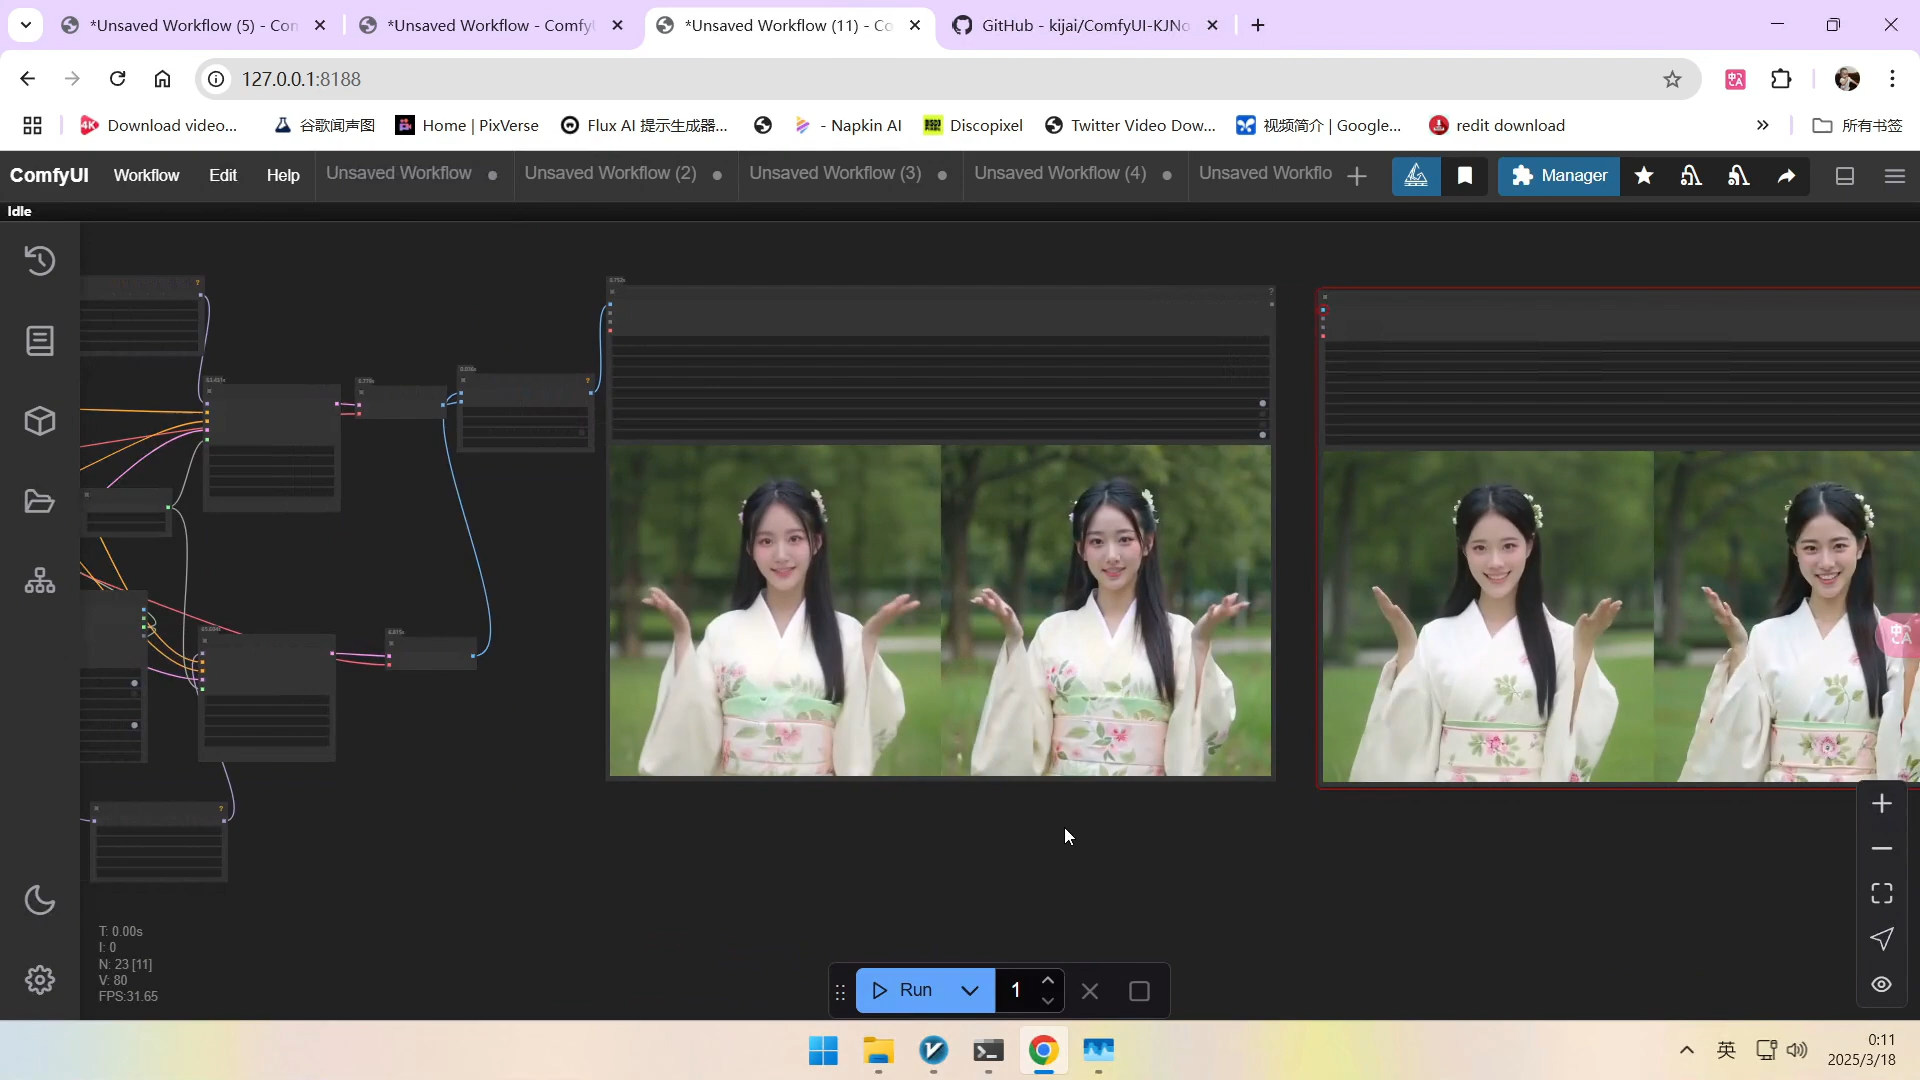 *Unsaved Workflow (5) - Con
*Unsaved Workflow - ComfyU
*Unsaved Workflow (11) - Co
GitHub - kijai/ComfyUI-KJNo
127.0.0.1:8188
Download video...
谷歌闻声图
Home | PixVerse
Flux AI 提示生成器...
- Napkin AI
Discopixel
Twitter Video Dow...
视频简介 | Google...
redit download
所有书签
ComfyUI
Workflow
Edit
Help
Unsaved Workflow
Unsaved Workflow (2)
Unsaved Workflow (3)
Unsaved Workflow (4)
Unsaved Workflo
Manager
Idle
T: 0.00s
I: 0
N: 23 [11]
V: 80
FPS:31.65
Run
1
英
0:11
2025/3/18